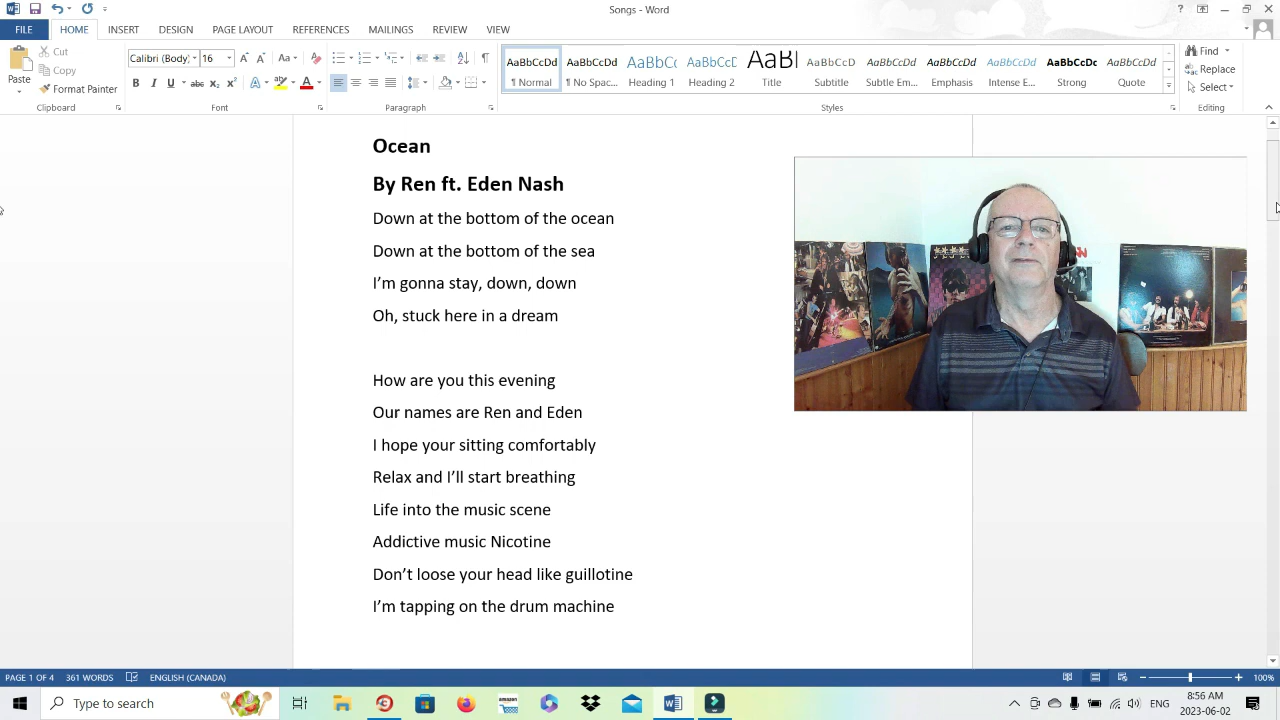 Songs - Word
FILE HOME INSERT DESIGN PAGE LAYOUT REFERENCES MAILINGS REVIEW VIEW
Paste
Cut
Copy
Format Painter
Clipboard
Calibri (Body) 16
Aa
B I U abc x₂ x² A A
Font
Paragraph
AaBbCcDd AaBbCcDd AaBbCc AaBbCcD AaBl AaBbCcD AaBbCcDd AaBbCcDd AaBbCcDd AaBbCcDc AaBbCcDd
¶ Normal ¶ No Spac... Heading 1 Heading 2 Title Subtitle Subtle Em... Emphasis Intense E... Strong Quote
Styles
Find
Replace
Select
Editing
Ocean
By Ren ft. Eden Nash
Down at the bottom of the ocean
Down at the bottom of the sea
I’m gonna stay, down, down
Oh, stuck here in a dream
How are you this evening
Our names are Ren and Eden
I hope your sitting comfortably
Relax and I’ll start breathing
Life into the music scene
Addictive music Nicotine
Don’t loose your head like guillotine
I’m tapping on the drum machine
PAGE 1 OF 4 361 WORDS ENGLISH (CANADA) 100%
Type here to search
amazon
ENG
8:56 AM
2023-06-02